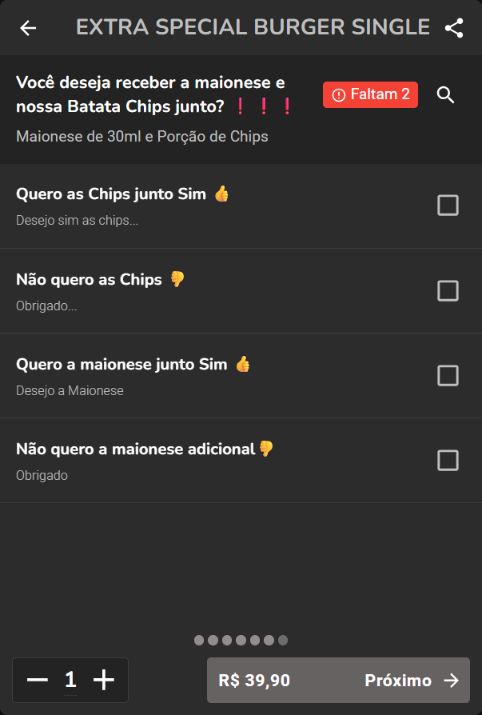 EXTRA SPECIAL BURGER SINGLE
Você deseja receber a maionese e
nossa Batata Chips junto? ❗ ❗ ❗
Faltam 2
Maionese de 30ml e Porção de Chips
Quero as Chips junto Sim 👍
Desejo sim as chips...
Não quero as Chips 👎
Obrigado...
Quero a maionese junto Sim 👍
Desejo a Maionese
Não quero a maionese adicional👎
Obrigado
1
R$ 39,90
Próximo